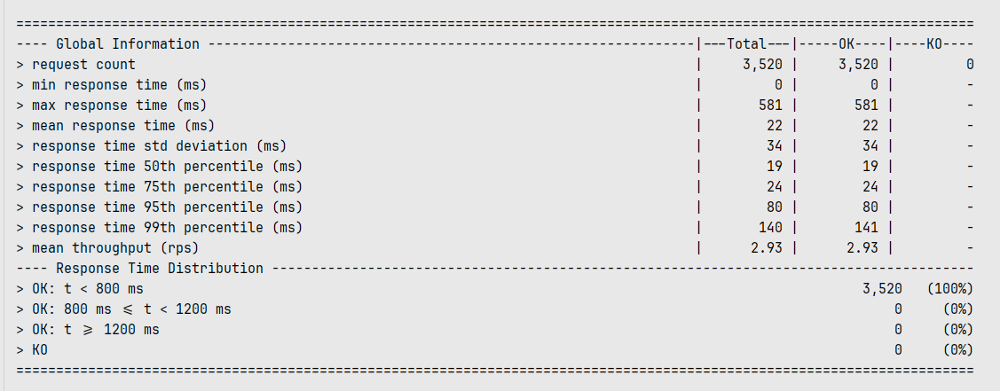 ========================================================================================================================
---- Global Information --------------------------------------------------------------|---Total---|-----OK----|----KO----
> request count                                                                       |     3,520 |     3,520 |         0
> min response time (ms)                                                              |         0 |         0 |         -
> max response time (ms)                                                              |       581 |       581 |         -
> mean response time (ms)                                                             |        22 |        22 |         -
> response time std deviation (ms)                                                    |        34 |        34 |         -
> response time 50th percentile (ms)                                                  |        19 |        19 |         -
> response time 75th percentile (ms)                                                  |        24 |        24 |         -
> response time 95th percentile (ms)                                                  |        80 |        80 |         -
> response time 99th percentile (ms)                                                  |       140 |       141 |         -
> mean throughput (rps)                                                               |      2.93 |      2.93 |         -
---- Response Time Distribution ----------------------------------------------------------------------------------------
> OK: t < 800 ms                                                                                          3,520   (100%)
> OK: 800 ms <= t < 1200 ms                                                                                   0     (0%)
> OK: t >= 1200 ms                                                                                            0     (0%)
> KO                                                                                                          0     (0%)
========================================================================================================================